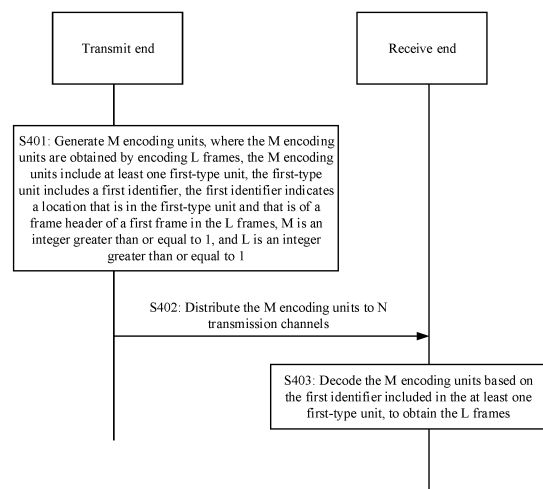 Transmit end
Receive end
S401: Generate M encoding units, where the M encoding
units are obtained by encoding L frames, the M encoding
units include at least one first-type unit, the first-type
unit includes a first identifier, the first identifier indicates
a location that is in the first-type unit and that is of a
frame header of a first frame in the L frames, M is an
integer greater than or equal to 1, and L is an integer
greater than or equal to 1
S402: Distribute the M encoding units to N
transmission channels
S403: Decode the M encoding units based on
the first identifier included in the at least one
first-type unit, to obtain the L frames